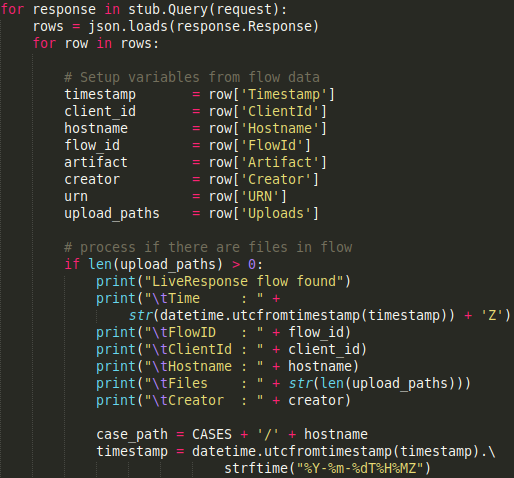 for response in stub.Query(request):
    rows = json.loads(response.Response)
    for row in rows:

        # Setup variables from flow data
        timestamp       = row['Timestamp']
        client_id       = row['ClientId']
        hostname        = row['Hostname']
        flow_id         = row['FlowId']
        artifact        = row['Artifact']
        creator         = row['Creator']
        urn             = row['URN']
        upload_paths    = row['Uploads']

        # process if there are files in flow
        if len(upload_paths) > 0:
            print("LiveResponse flow found")
            print("\tTime     : " +
                str(datetime.utcfromtimestamp(timestamp)) + 'Z')
            print("\tFlowID   : " + flow_id)
            print("\tClientId : " + client_id)
            print("\tHostname : " + hostname)
            print("\tFiles    : " + str(len(upload_paths)))
            print("\tCreator  : " + creator)

            case_path = CASES + '/' + hostname
            timestamp = datetime.utcfromtimestamp(timestamp).\
                            strftime("%Y-%m-%dT%H%MZ")